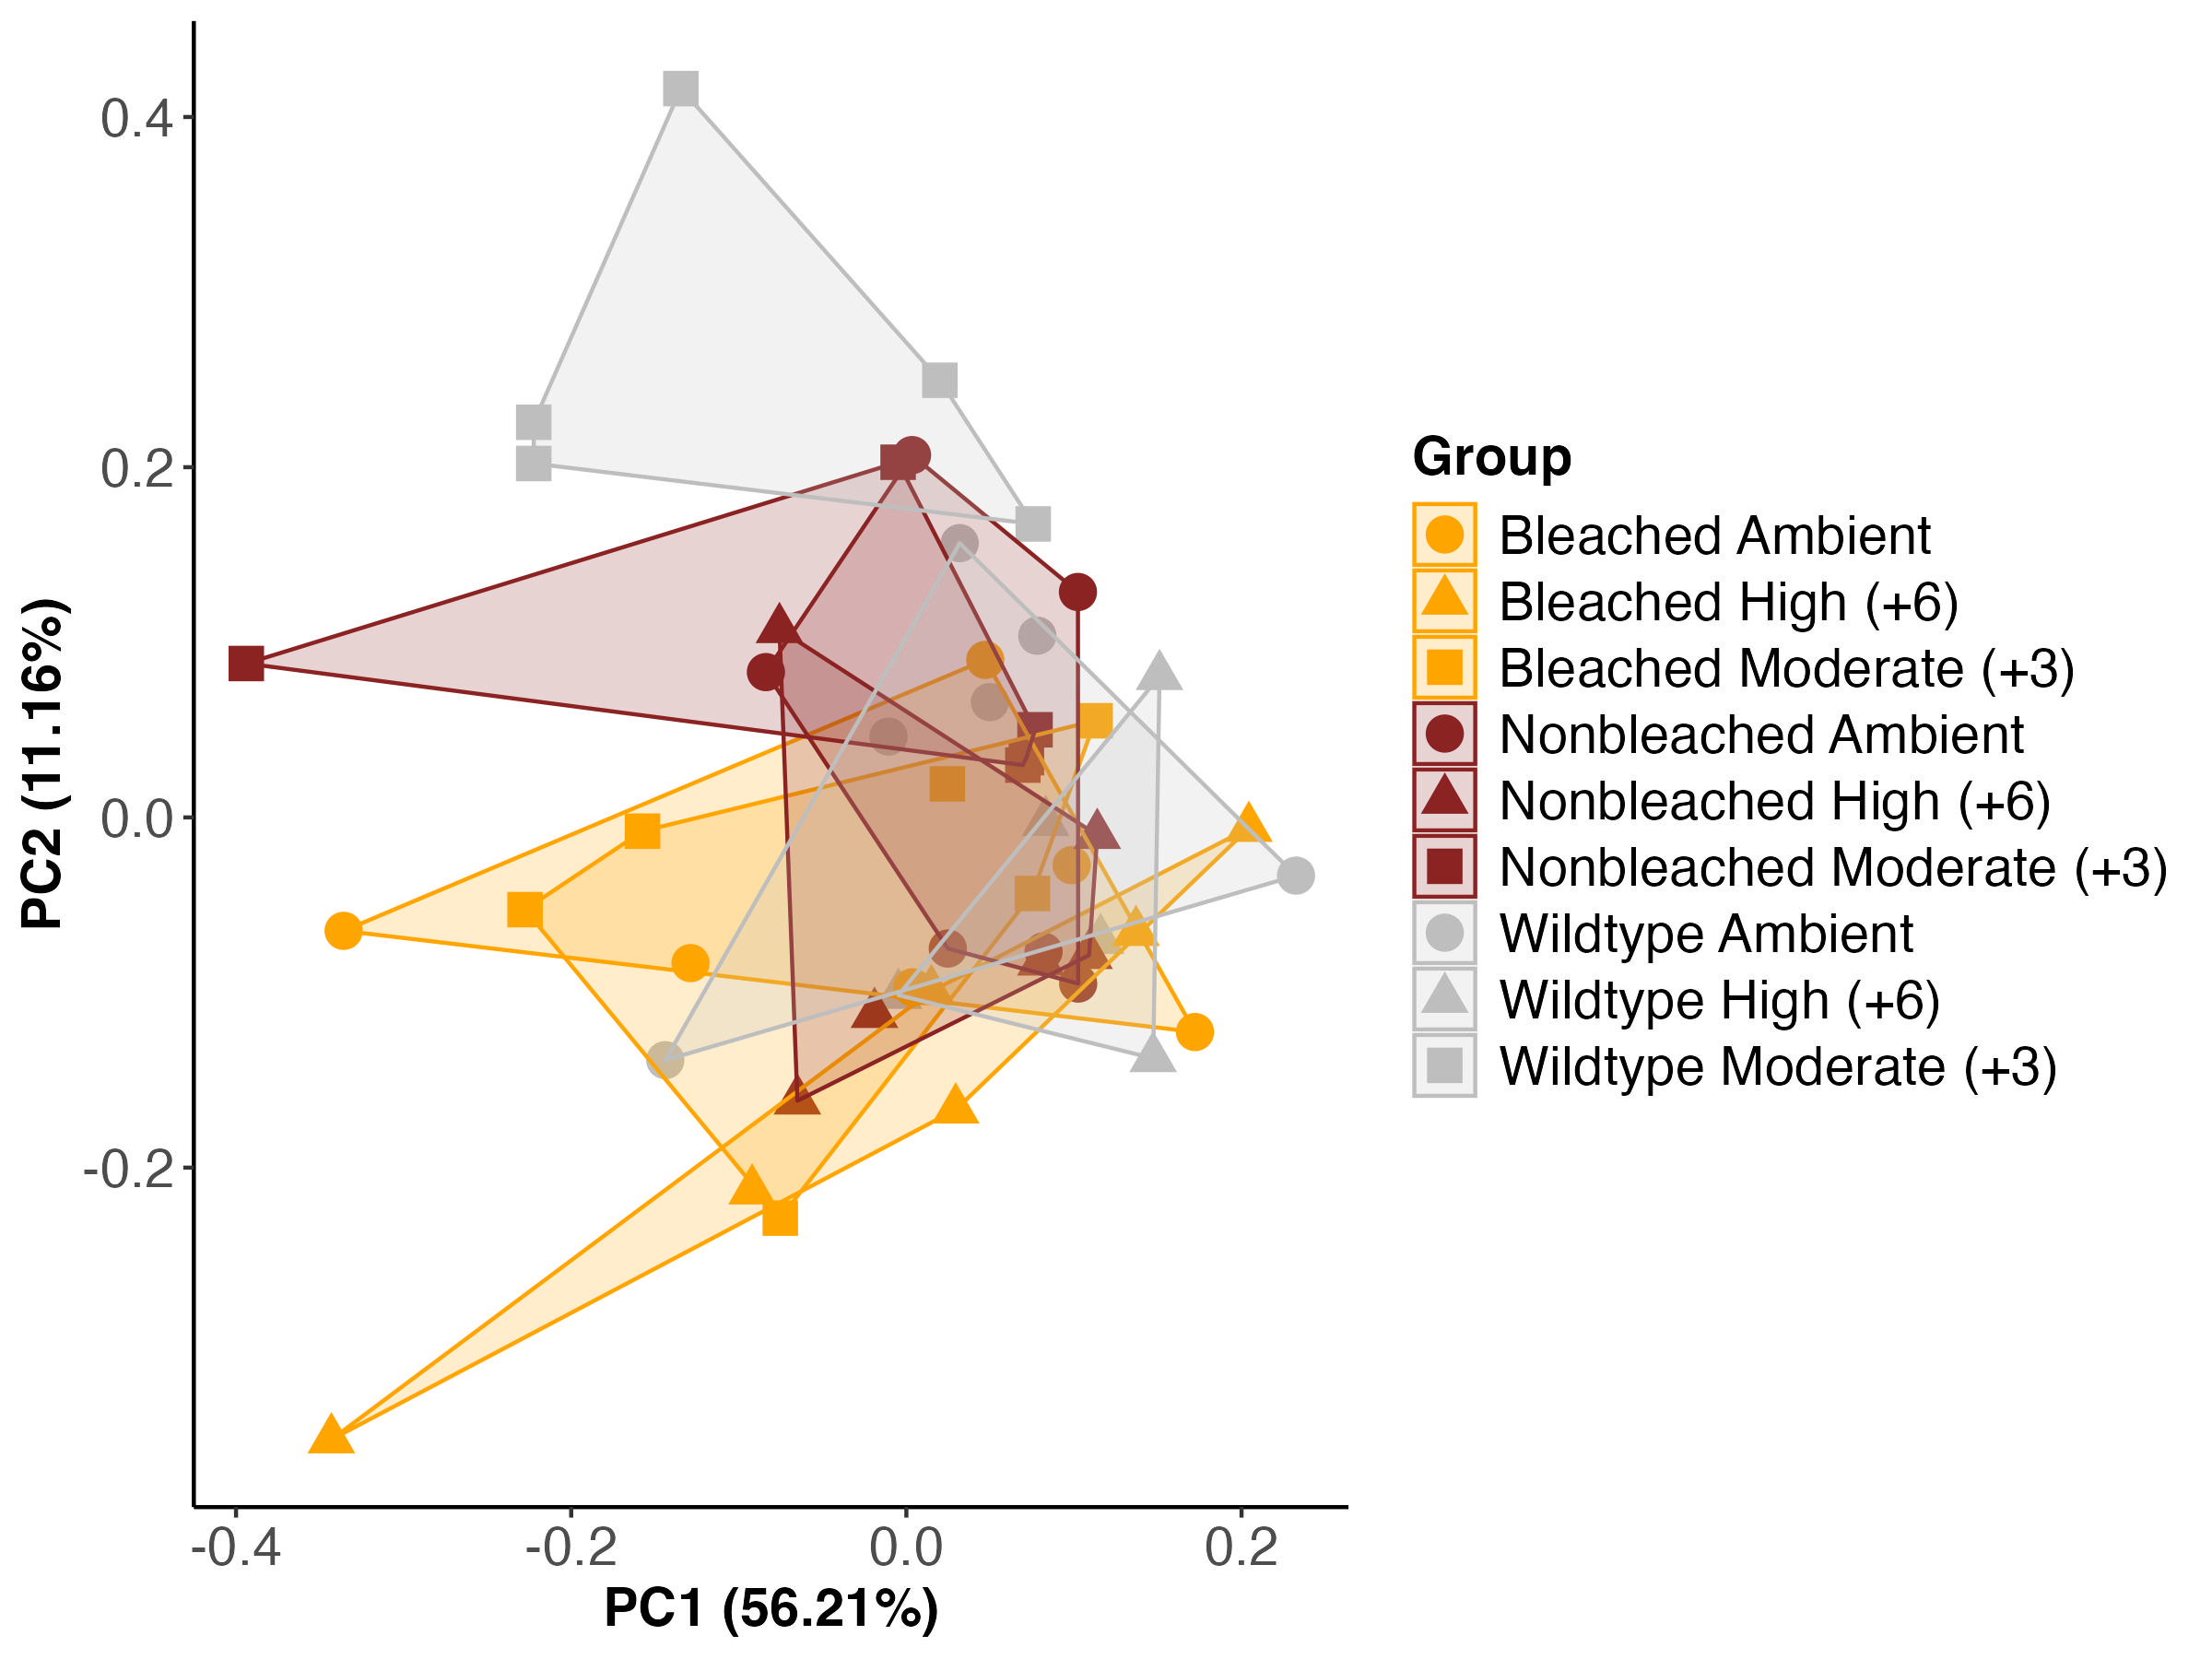 0.4
0.2
0.0
-0.2
PC2 (11.16%)
-0.4
-0.2
0.0
0.2
PC1 (56.21%)
Group
Bleached Ambient
Bleached High (+6)
Bleached Moderate (+3)
Nonbleached Ambient
Nonbleached High (+6)
Nonbleached Moderate (+3)
Wildtype Ambient
Wildtype High (+6)
Wildtype Moderate (+3)